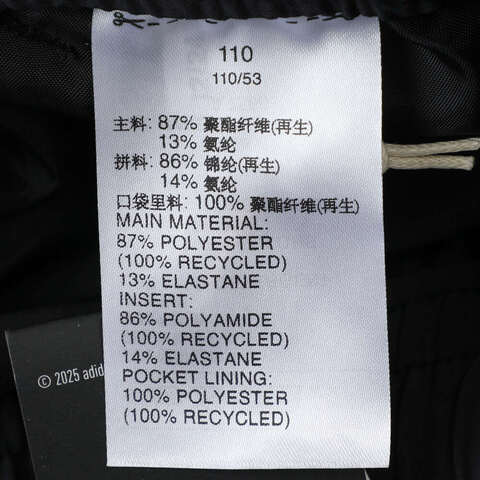 110
110/53
主料: 87% 聚酯纤维(再生)
13% 氨纶
拼料: 86% 锦纶(再生)
14% 氨纶
口袋里料: 100% 聚酯纤维(再生)
MAIN MATERIAL:
87% POLYESTER
(100% RECYCLED)
13% ELASTANE
INSERT:
86% POLYAMIDE
(100% RECYCLED)
14% ELASTANE
POCKET LINING:
100% POLYESTER
(100% RECYCLED)
© 2025 adid